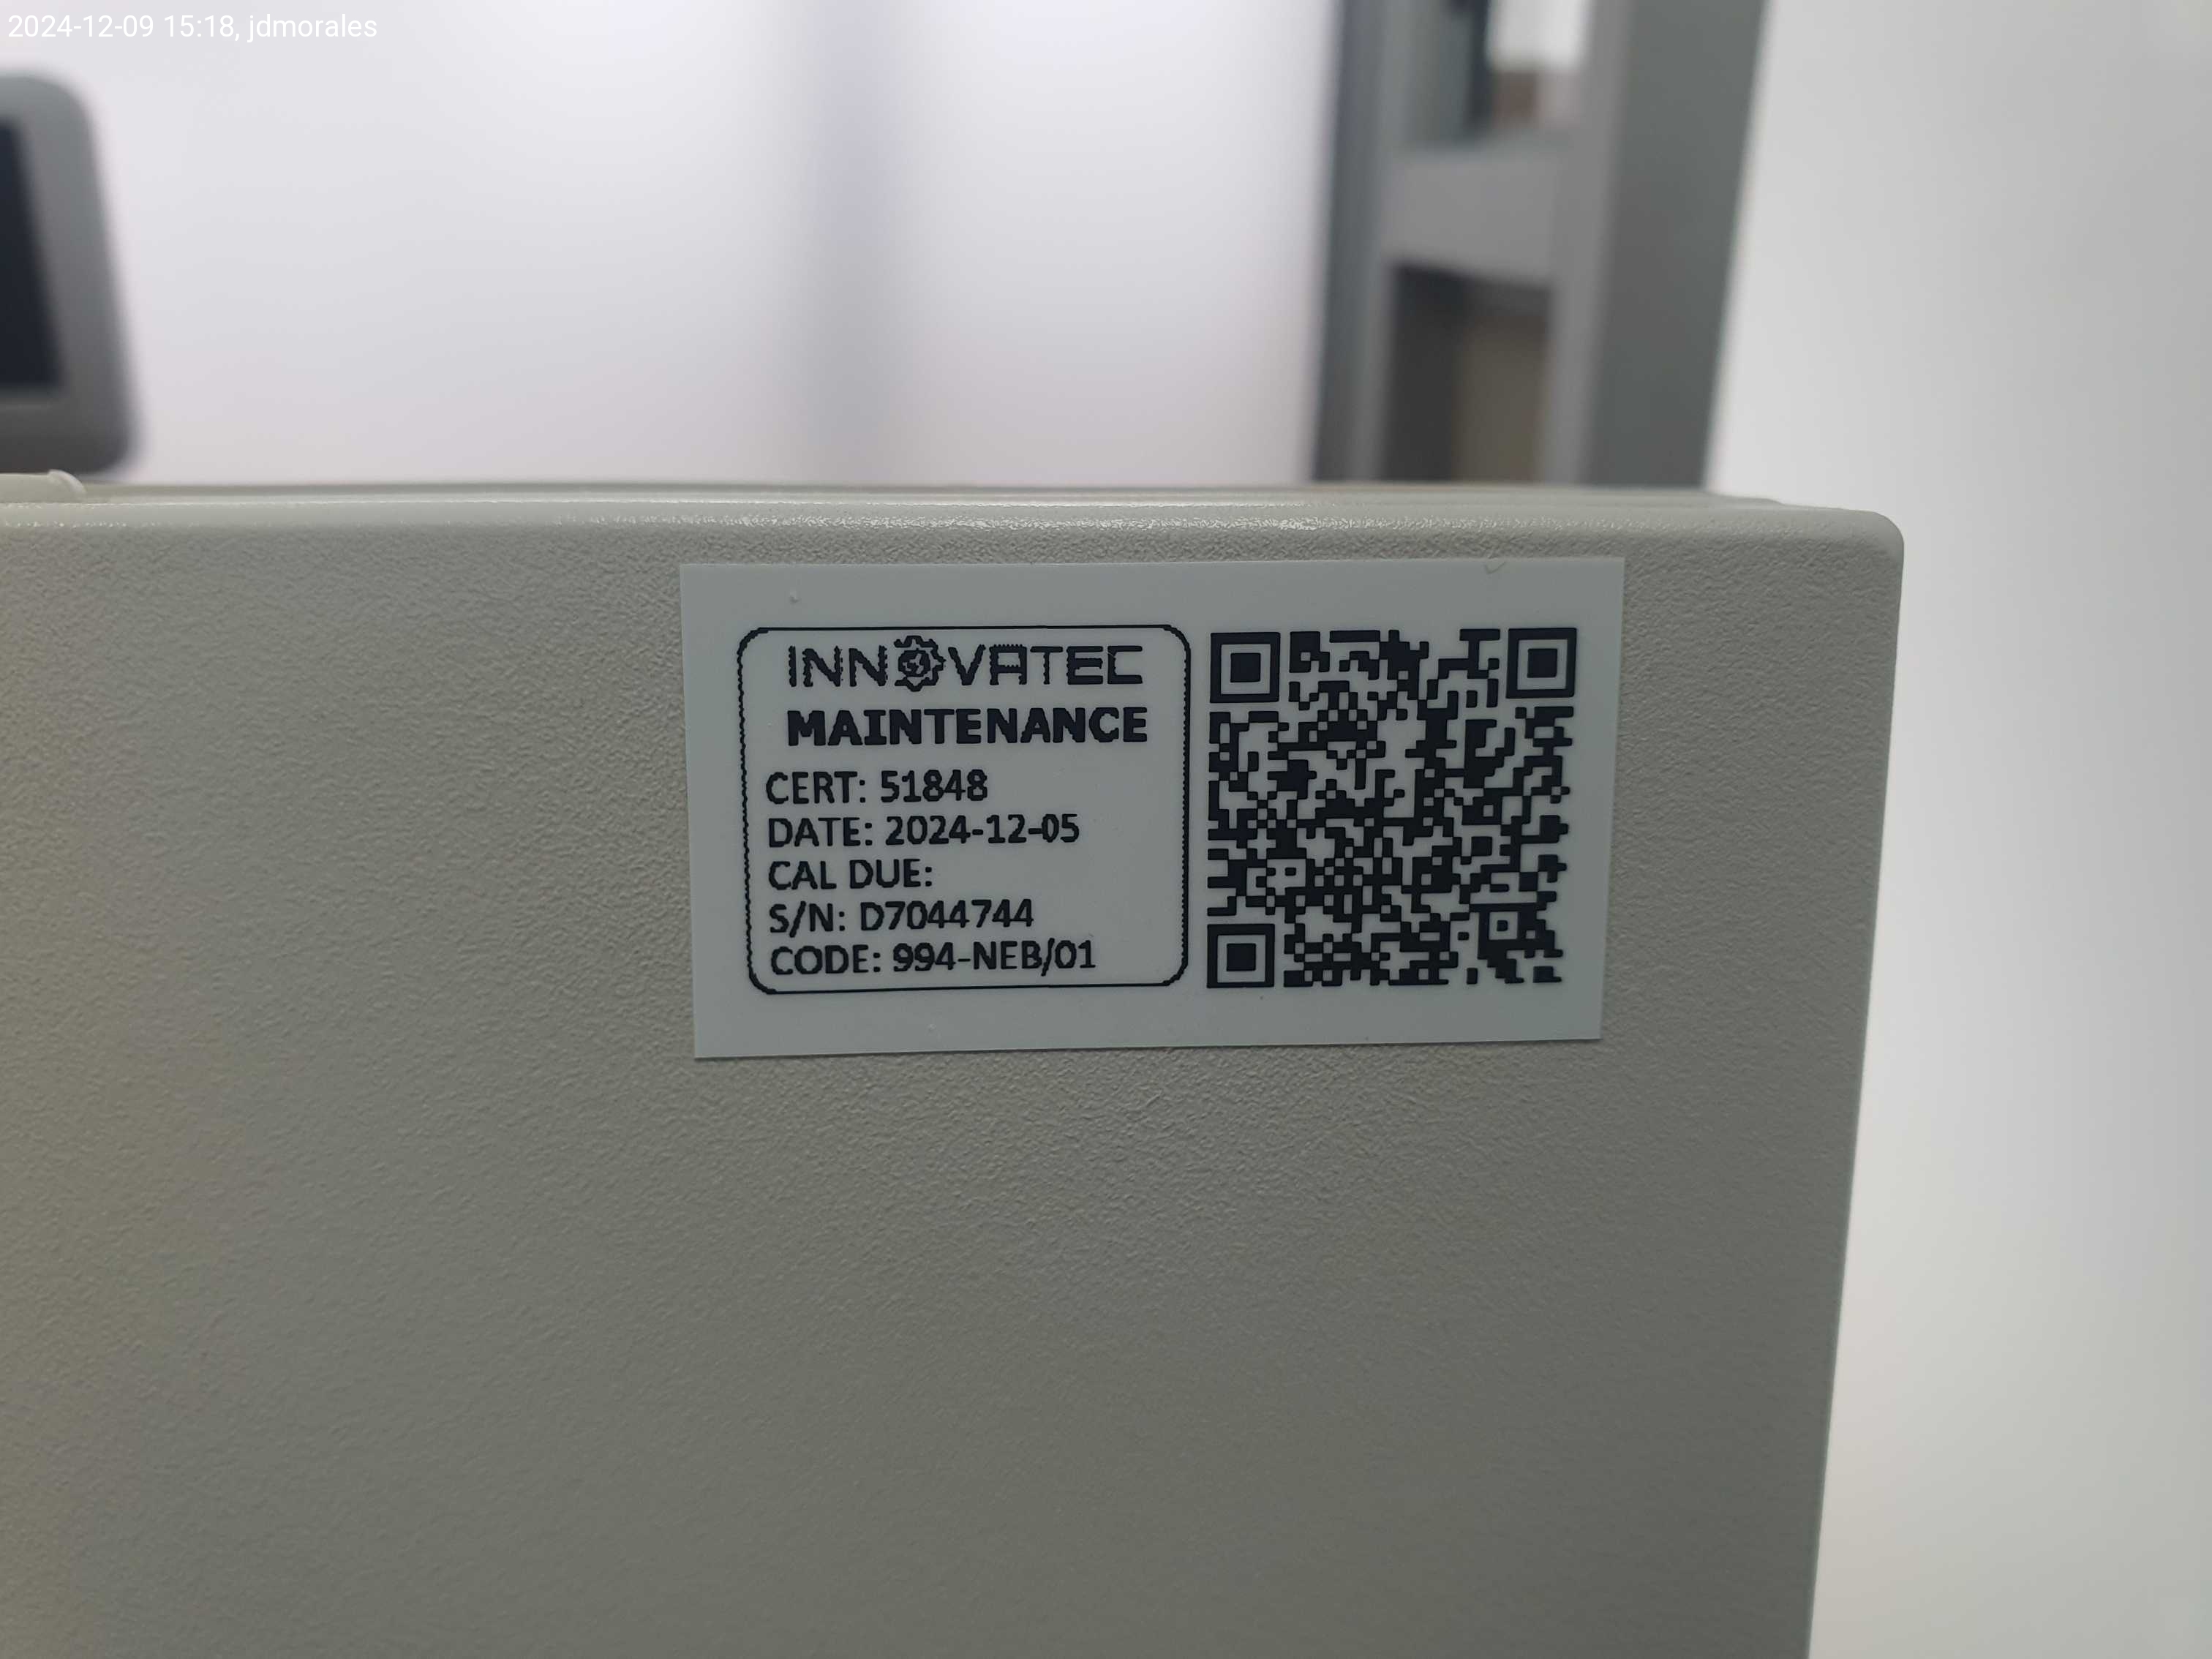 2024-12-09 15:18, jdmorales
INNOVATEC
MAINTENANCE
CERT: 51848
DATE: 2024-12-05
CAL DUE:
S/N: D7044744
CODE: 994-NEB/01